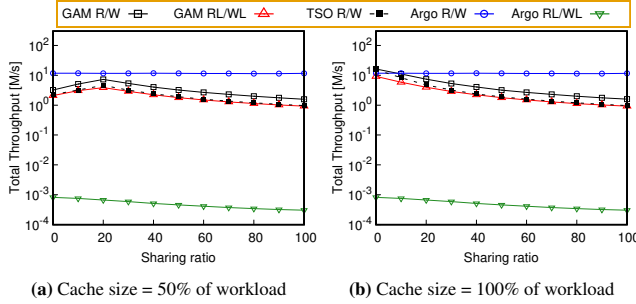 GAM R/W GAM RL/WL TSO R/W Argo R/W Argo RL/WL
Total Throughput [M/s]
10^2
10^1
10^0
10^-1
10^-2
10^-3
10^-4
0 20 40 60 80 100
Sharing ratio
(a) Cache size = 50% of workload
Total Throughput [M/s]
10^2
10^1
10^0
10^-1
10^-2
10^-3
10^-4
0 20 40 60 80 100
Sharing ratio
(b) Cache size = 100% of workload